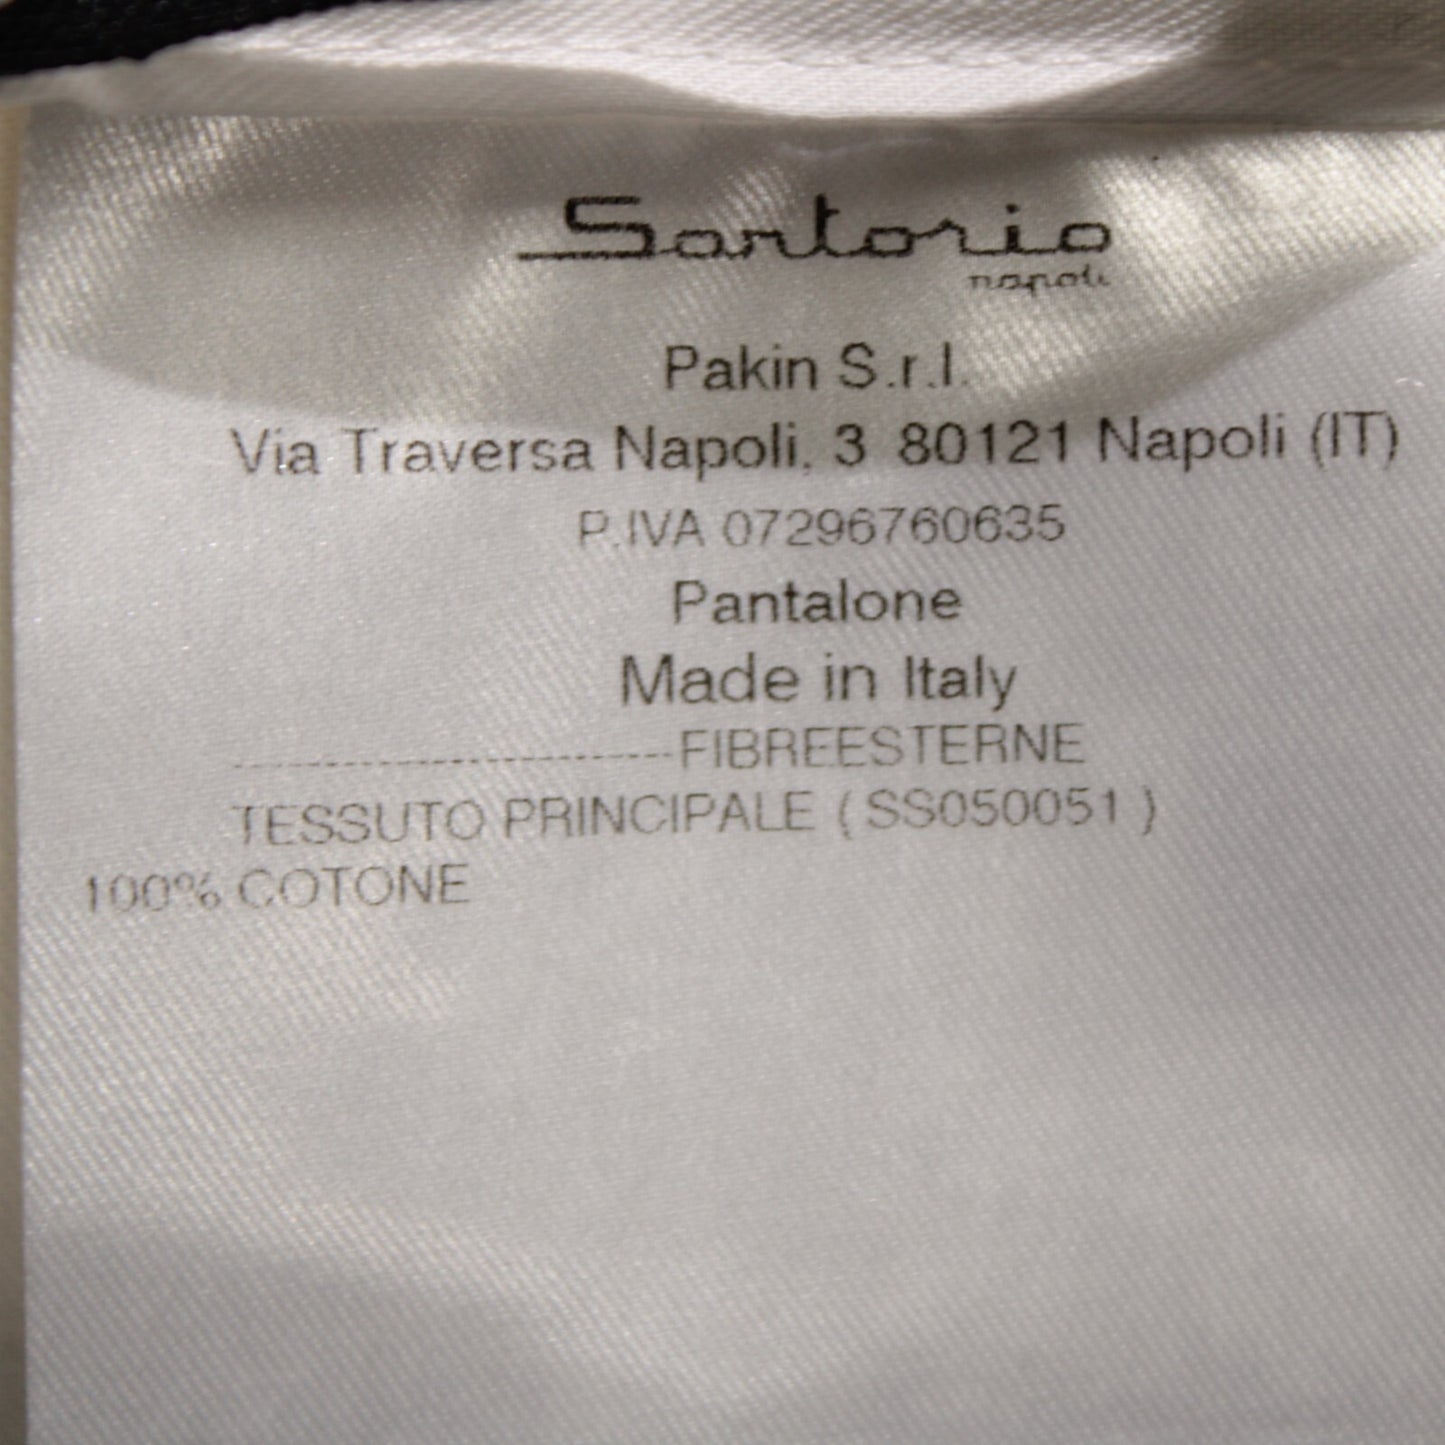 Sartorio
napoli
Pakin S.r.l.
Via Traversa Napoli, 3 80121 Napoli (IT)
P.IVA 07296760635
Pantalone
Made in Italy
------------------------FIBREESTERNE
TESSUTO PRINCIPALE ( SS050051 )
100% COTONE